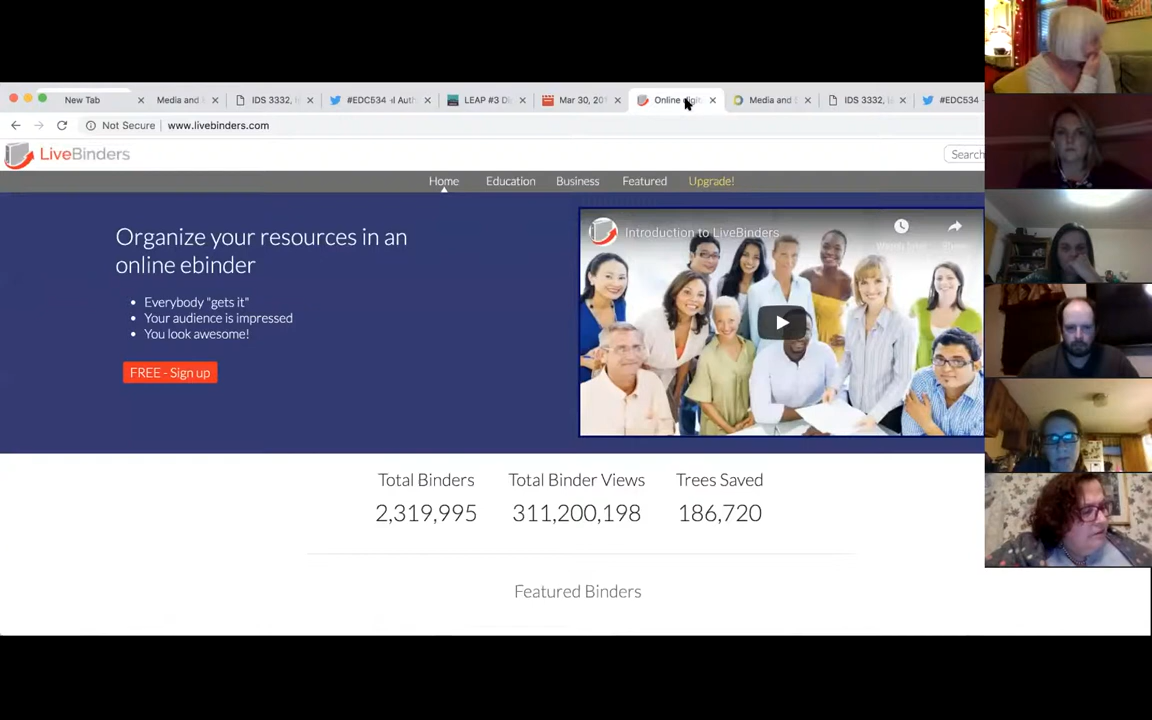 New Tab
Media and
IDS 3332,
#EDC534
LEAP #3
Mar 30, 201
Online
Media and
IDS 3332,
#EDC534
Not Secure
www.livebinders.com
LiveBinders
Search
Home
Education
Business
Featured
Upgrade!
Organize your resources in an
online ebinder
Everybody "gets it"
Your audience is impressed
You look awesome!
FREE - Sign up
Introduction to LiveBinders
Total Binders
Total Binder Views
Trees Saved
2,319,995
311,200,198
186,720
Featured Binders